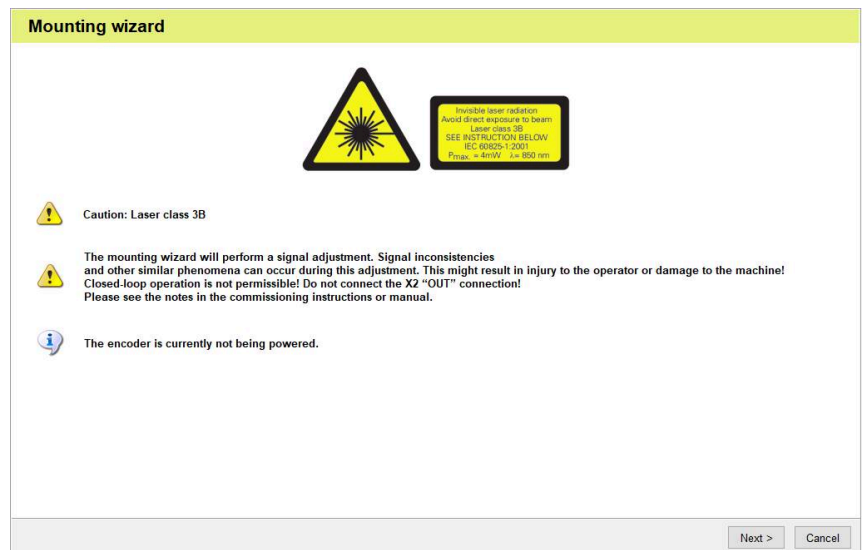 Mounting wizard
Invisible laser radiation
Avoid direct exposure to beam
Laser class 3B
SEE INSTRUCTION BELOW
IEC 60825-1:2001
Pmax. = 4mW λ= 850 nm
Caution: Laser class 3B
The mounting wizard will perform a signal adjustment. Signal inconsistencies
and other similar phenomena can occur during this adjustment. This might result in injury to the operator or damage to the machine!
Closed-loop operation is not permissible! Do not connect the X2 “OUT” connection!
Please see the notes in the commissioning instructions or manual.
The encoder is currently not being powered.
Next > Cancel